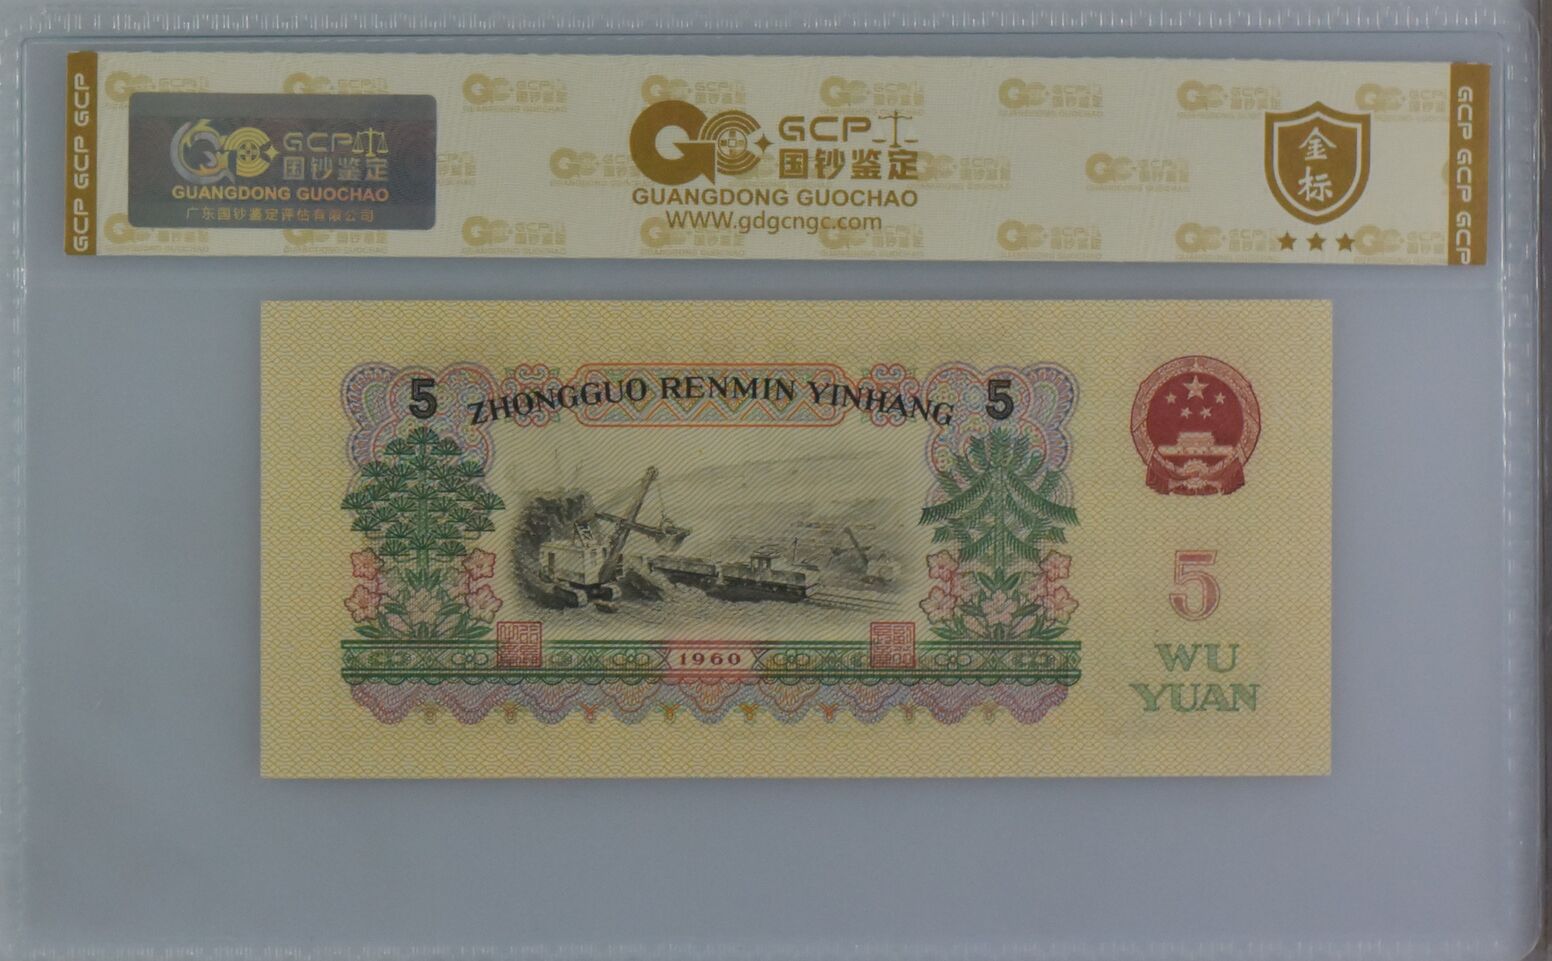 GCP GCP GCP
GCP
国钞鉴定
GUANGDONG GUOCHAO
广东国钞鉴定评估有限公司
GCP
国钞鉴定
GUANGDONG GUOCHAO
WWW.gdgcngc.com
金标
GCP GCP GCP
5
ZHONGGUO RENMIN YINHANG
5
5
WU
YUAN
1960